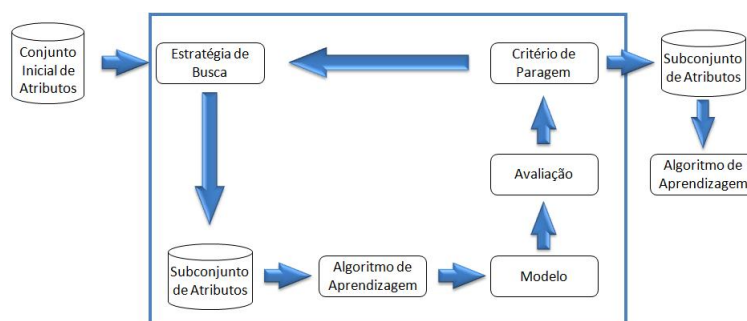 Conjunto
Inicial de
Atributos
Estratégia de
Busca
Critério de
Paragem
Subconjunto
de Atributos
Algoritmo de
Aprendizagem
Avaliação
Subconjunto
de Atributos
Algoritmo de
Aprendizagem
Modelo